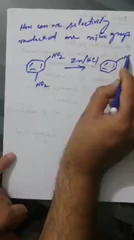 How can we selectively
reduced one nitro group
NO₂ Zn/HCl
NO₂